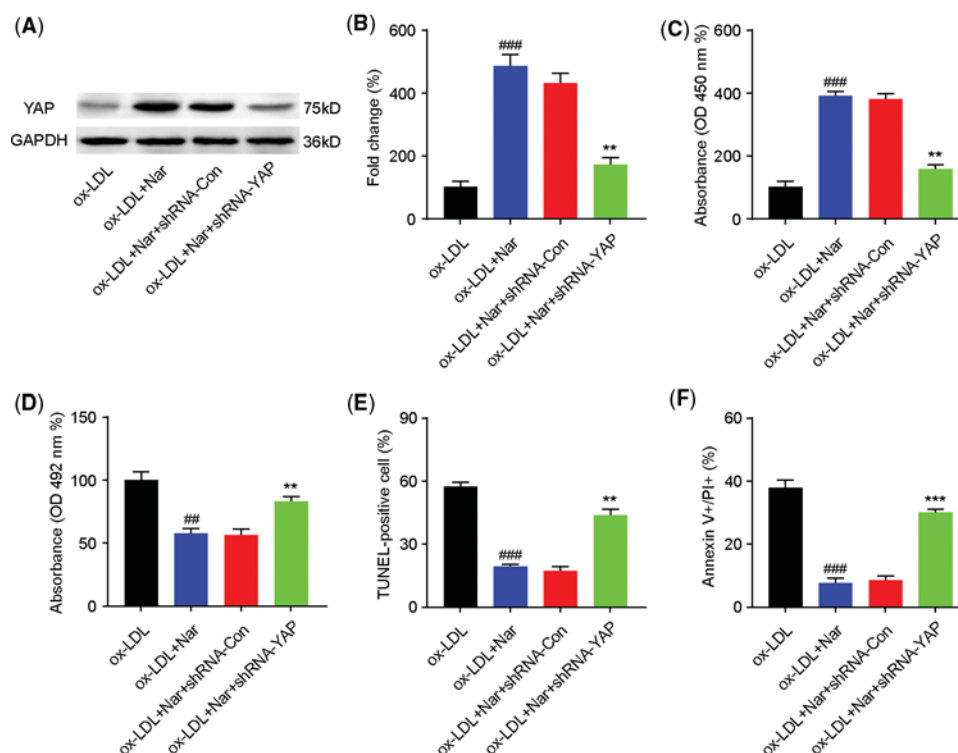 (A)
YAP
75kD
GAPDH
36kD
ox-LDL
ox-LDL+Nar
ox-LDL+Nar+shRNA-Con
ox-LDL+Nar+shRNA-YAP
(B)
Fold change (%)
600
400
200
0
###
**
ox-LDL
ox-LDL+Nar
ox-LDL+Nar+shRNA-Con
ox-LDL+Nar+shRNA-YAP
(C)
Absorbance (OD 450 nm %)
600
400
200
0
###
**
ox-LDL
ox-LDL+Nar
ox-LDL+Nar+shRNA-Con
ox-LDL+Nar+shRNA-YAP
(D)
Absorbance (OD 492 nm %)
150
100
50
0
##
**
ox-LDL
ox-LDL+Nar
ox-LDL+Nar+shRNA-Con
ox-LDL+Nar+shRNA-YAP
(E)
TUNEL-positive cell (%)
90
60
30
0
###
**
ox-LDL
ox-LDL+Nar
ox-LDL+Nar+shRNA-Con
ox-LDL+Nar+shRNA-YAP
(F)
Annexin V+/PI+ (%)
60
40
20
0
###
***
ox-LDL
ox-LDL+Nar
ox-LDL+Nar+shRNA-Con
ox-LDL+Nar+shRNA-YAP